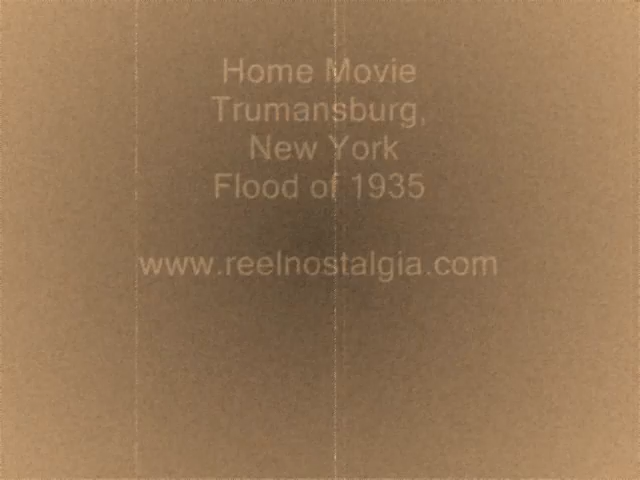 Home Movie
Trumansburg,
New York
Flood of 1935
www.reelnostalgia.com